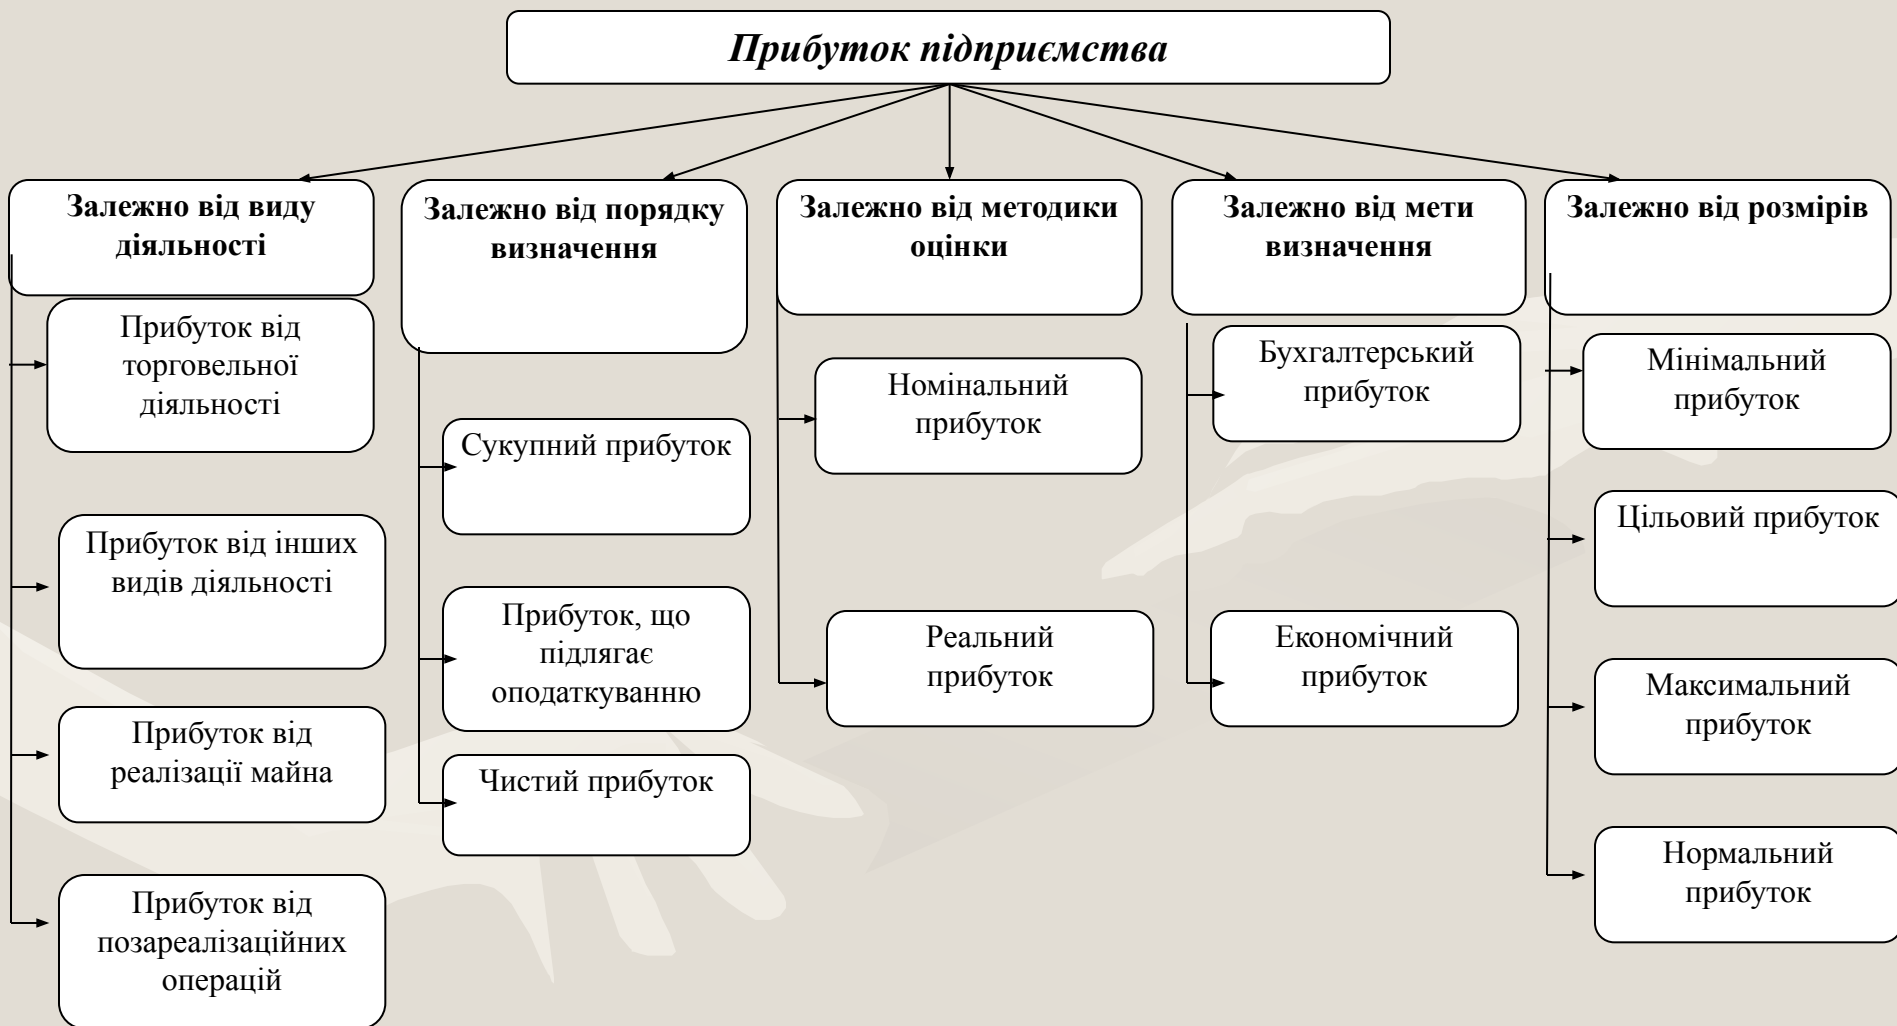 Прибуток підприємства
Залежно від виду
діяльності
Прибуток від
торговельної
діяльності
Прибуток від інших
видів діяльності
Прибуток від
реалізації майна
Прибуток від
позареалізаційних
операцій
Залежно від порядку
визначення
Сукупний прибуток
Прибуток, що
підлягає
оподаткуванню
Чистий прибуток
Залежно від методики
оцінки
Номінальний
прибуток
Реальний
прибуток
Залежно від мети
визначення
Бухгалтерський
прибуток
Економічний
прибуток
Залежно від розмірів
Мінімальний
прибуток
Цільовий прибуток
Максимальний
прибуток
Нормальний
прибуток